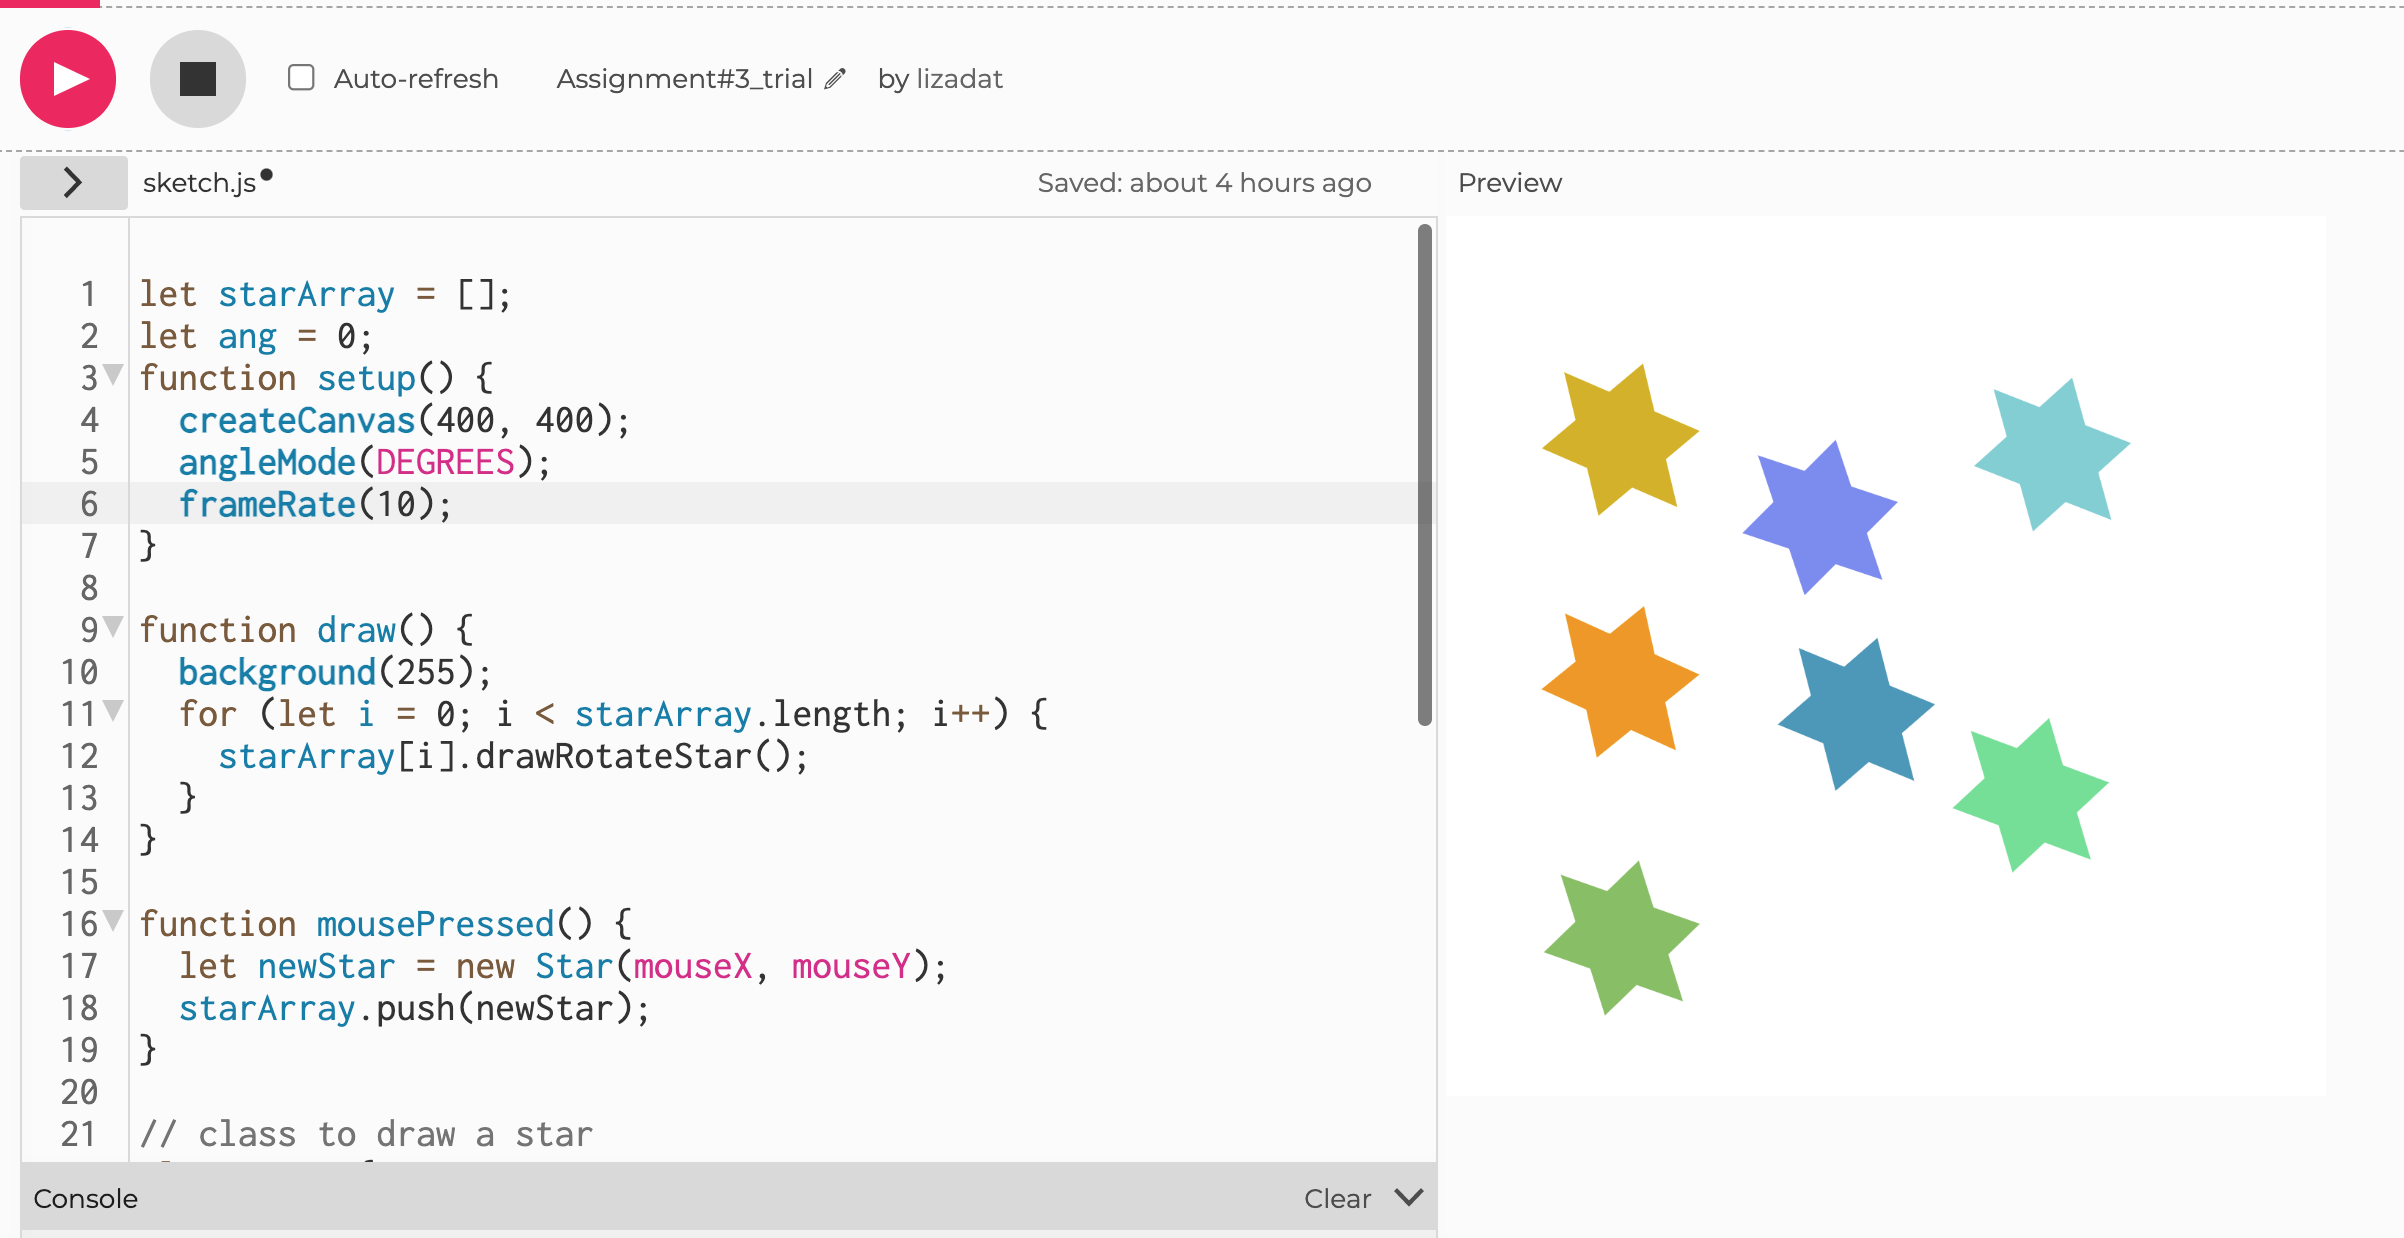 Auto-refresh Assignment#3_trial by lizadat
sketch.js Saved: about 4 hours ago Preview
1 let starArray = [];
2 let ang = 0;
3 function setup() {
4   createCanvas(400, 400);
5   angleMode(DEGREES);
6   frameRate(10);
7 }
8
9 function draw() {
10   background(255);
11   for (let i = 0; i < starArray.length; i++) {
12     starArray[i].drawRotateStar();
13   }
14 }
15
16 function mousePressed() {
17   let newStar = new Star(mouseX, mouseY);
18   starArray.push(newStar);
19 }
20
21 // class to draw a star
Console Clear